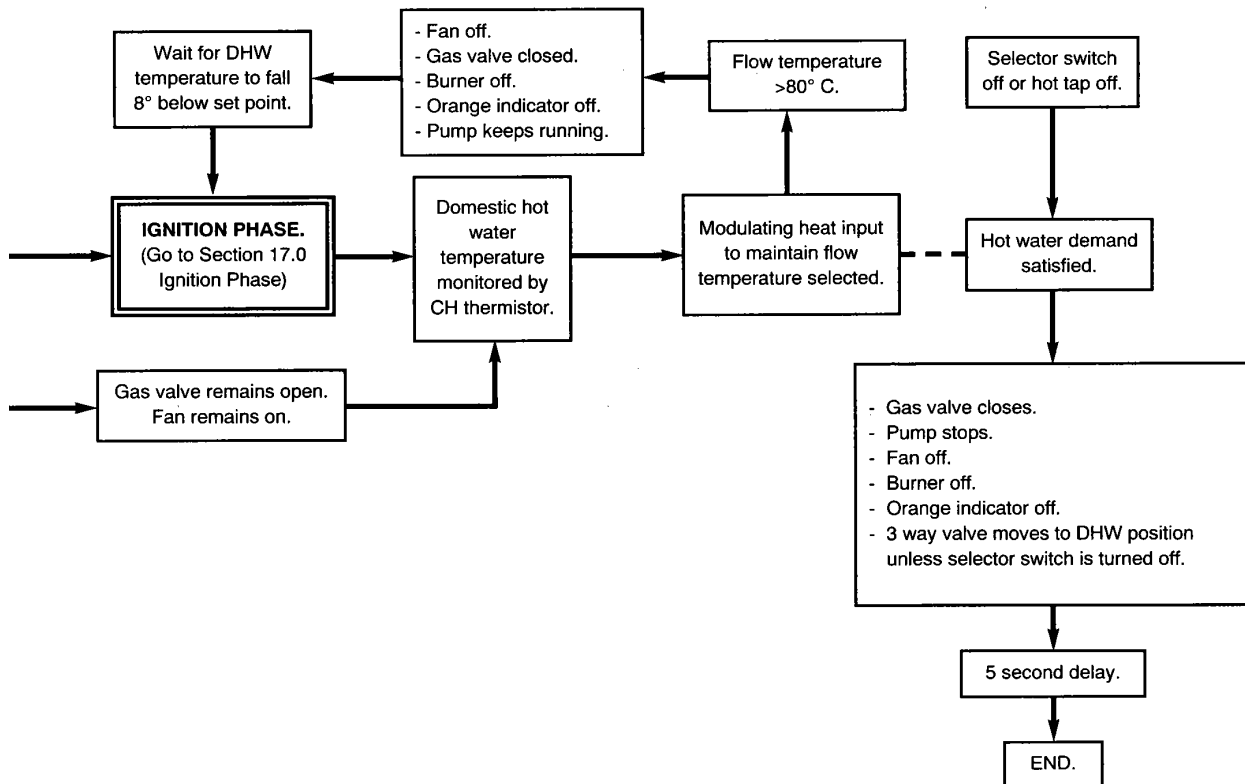 Wait for DHW
temperature to fall
8° below set point.
- Fan off.
- Gas valve closed.
- Burner off.
- Orange indicator off.
- Pump keeps running.
Flow temperature
>80° C.
Selector switch
off or hot tap off.
IGNITION PHASE.
(Go to Section 17.0
Ignition Phase)
Domestic hot
water
temperature
monitored by
CH thermistor.
Modulating heat input
to maintain flow
temperature selected.
Hot water demand
satisfied.
Gas valve remains open.
Fan remains on.
- Gas valve closes.
- Pump stops.
- Fan off.
- Burner off.
- Orange indicator off.
- 3 way valve moves to DHW position
unless selector switch is turned off.
5 second delay.
END.